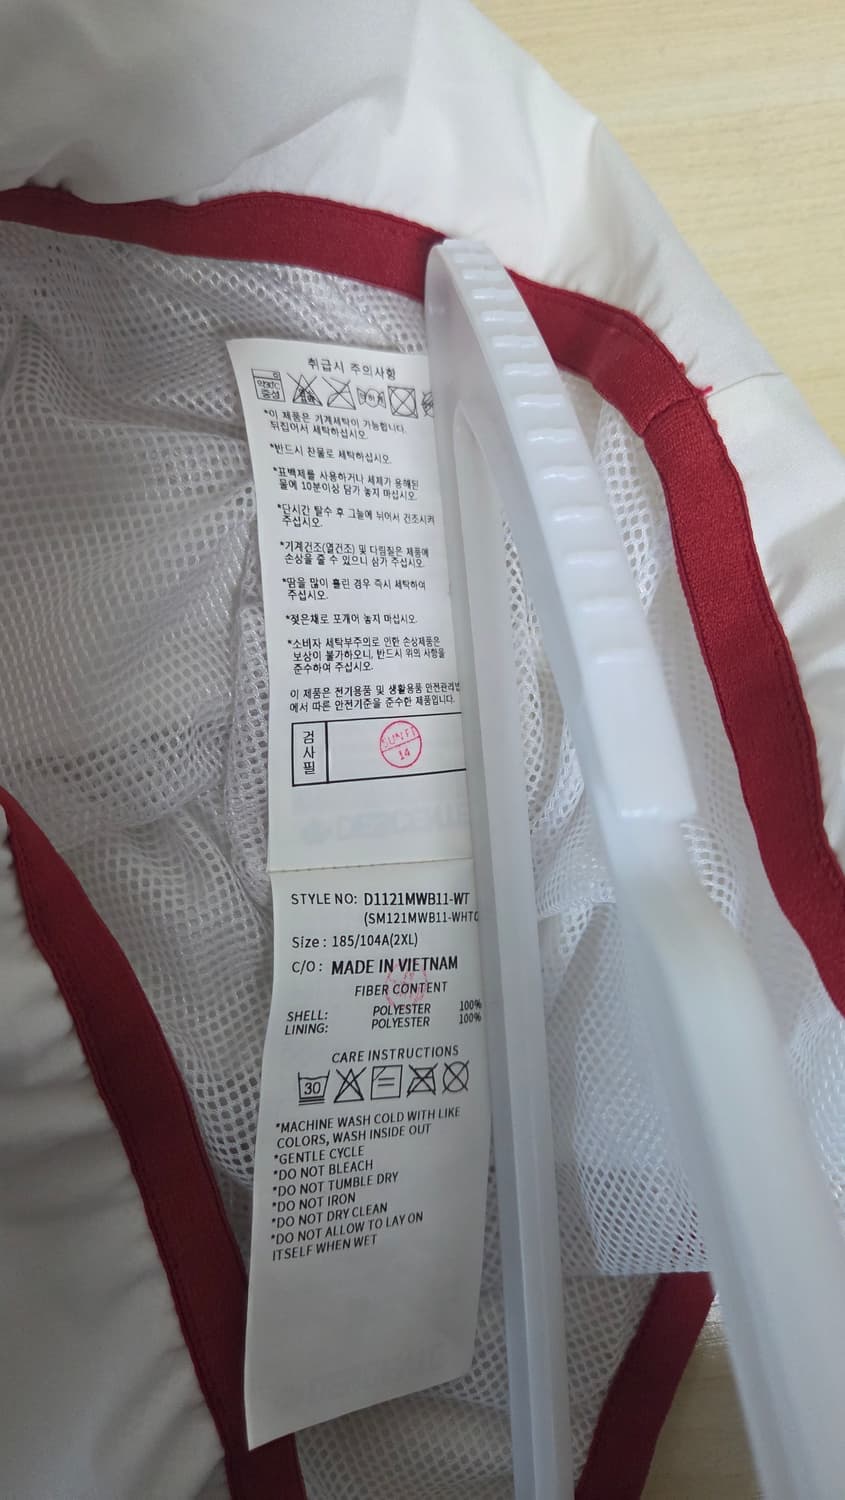 취급시 주의사항
약30℃
중성
*이 제품은 기계세탁이 가능합니다.
뒤집어서 세탁하십시오.
*반드시 찬물로 세탁하십시오.
*표백제를 사용하거나 세제가 용해된
물에 10분이상 담가 놓지 마십시오.
*단시간 탈수 후 그늘에 뉘어서 건조시켜
주십시오.
*기계건조(열건조) 및 다림질은 제품에
손상을 줄 수 있으니 삼가 주십시오.
*땀을 많이 흘린 경우 즉시 세탁하여
주십시오.
*젖은채로 포개어 놓지 마십시오.
*소비자 세탁부주의로 인한 손상제품은
보상이 불가하오니, 반드시 위의 사항을
준수하여 주십시오.
이 제품은 전기용품 및 생활용품 안전관리법
에서 따른 안전기준을 준수한 제품입니다.
검사필
14
STYLE NO: D1121MWB11-WT
(SM121MWB11-WHT0
Size : 185/104A(2XL)
C/O : MADE IN VIETNAM
FIBER CONTENT
SHELL: POLYESTER 100%
LINING: POLYESTER 100%
CARE INSTRUCTIONS
30
*MACHINE WASH COLD WITH LIKE
COLORS, WASH INSIDE OUT
*GENTLE CYCLE
*DO NOT BLEACH
*DO NOT TUMBLE DRY
*DO NOT IRON
*DO NOT DRY CLEAN
*DO NOT ALLOW TO LAY ON
ITSELF WHEN WET